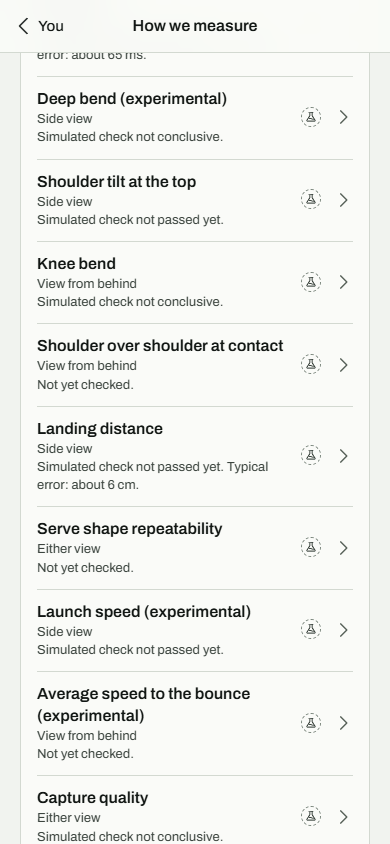 You
How we measure
error: about 65 ms.
Deep bend (experimental)
Side view
Simulated check not conclusive.
Shoulder tilt at the top
Side view
Simulated check not passed yet.
Knee bend
View from behind
Simulated check not conclusive.
Shoulder over shoulder at contact
View from behind
Not yet checked.
Landing distance
Side view
Simulated check not passed yet. Typical
error: about 6 cm.
Serve shape repeatability
Either view
Not yet checked.
Launch speed (experimental)
Side view
Simulated check not passed yet.
Average speed to the bounce
(experimental)
View from behind
Not yet checked.
Capture quality
Either view
Simulated check not conclusive.